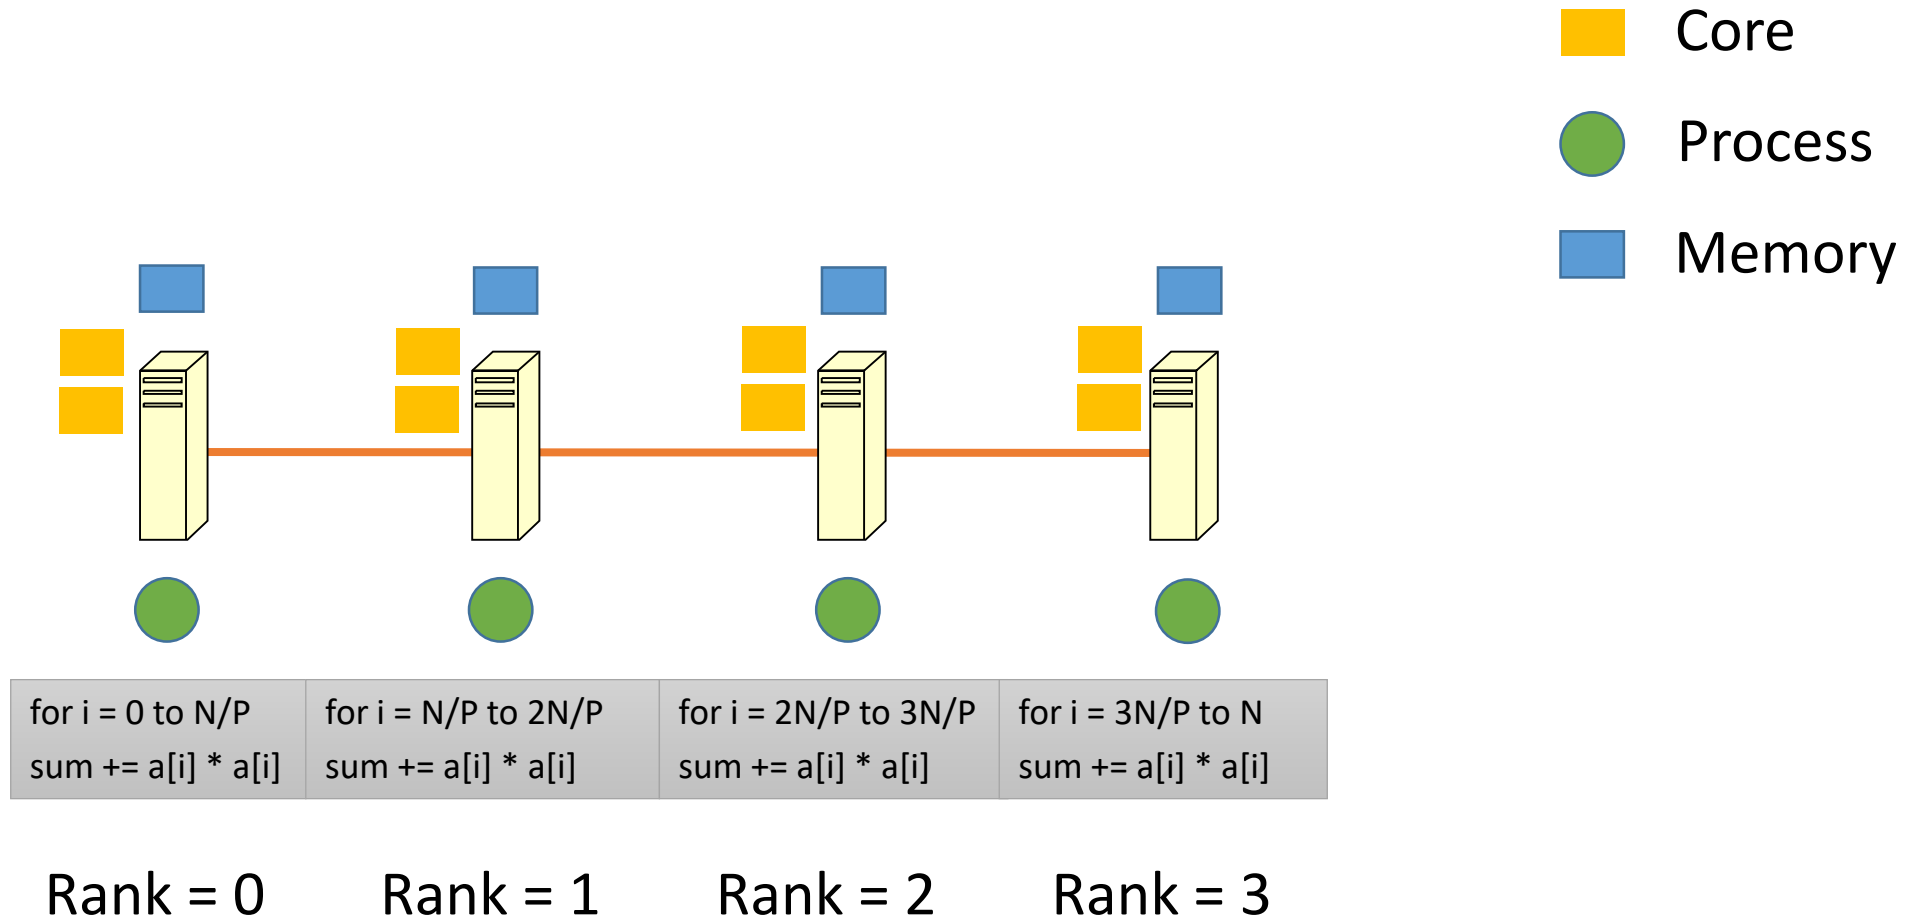 Core
Process
Memory
for i = 0 to N/P
sum += a[i] * a[i]
for i = N/P to 2N/P
sum += a[i] * a[i]
for i = 2N/P to 3N/P
sum += a[i] * a[i]
for i = 3N/P to N
sum += a[i] * a[i]
Rank = 0
Rank = 1
Rank = 2
Rank = 3